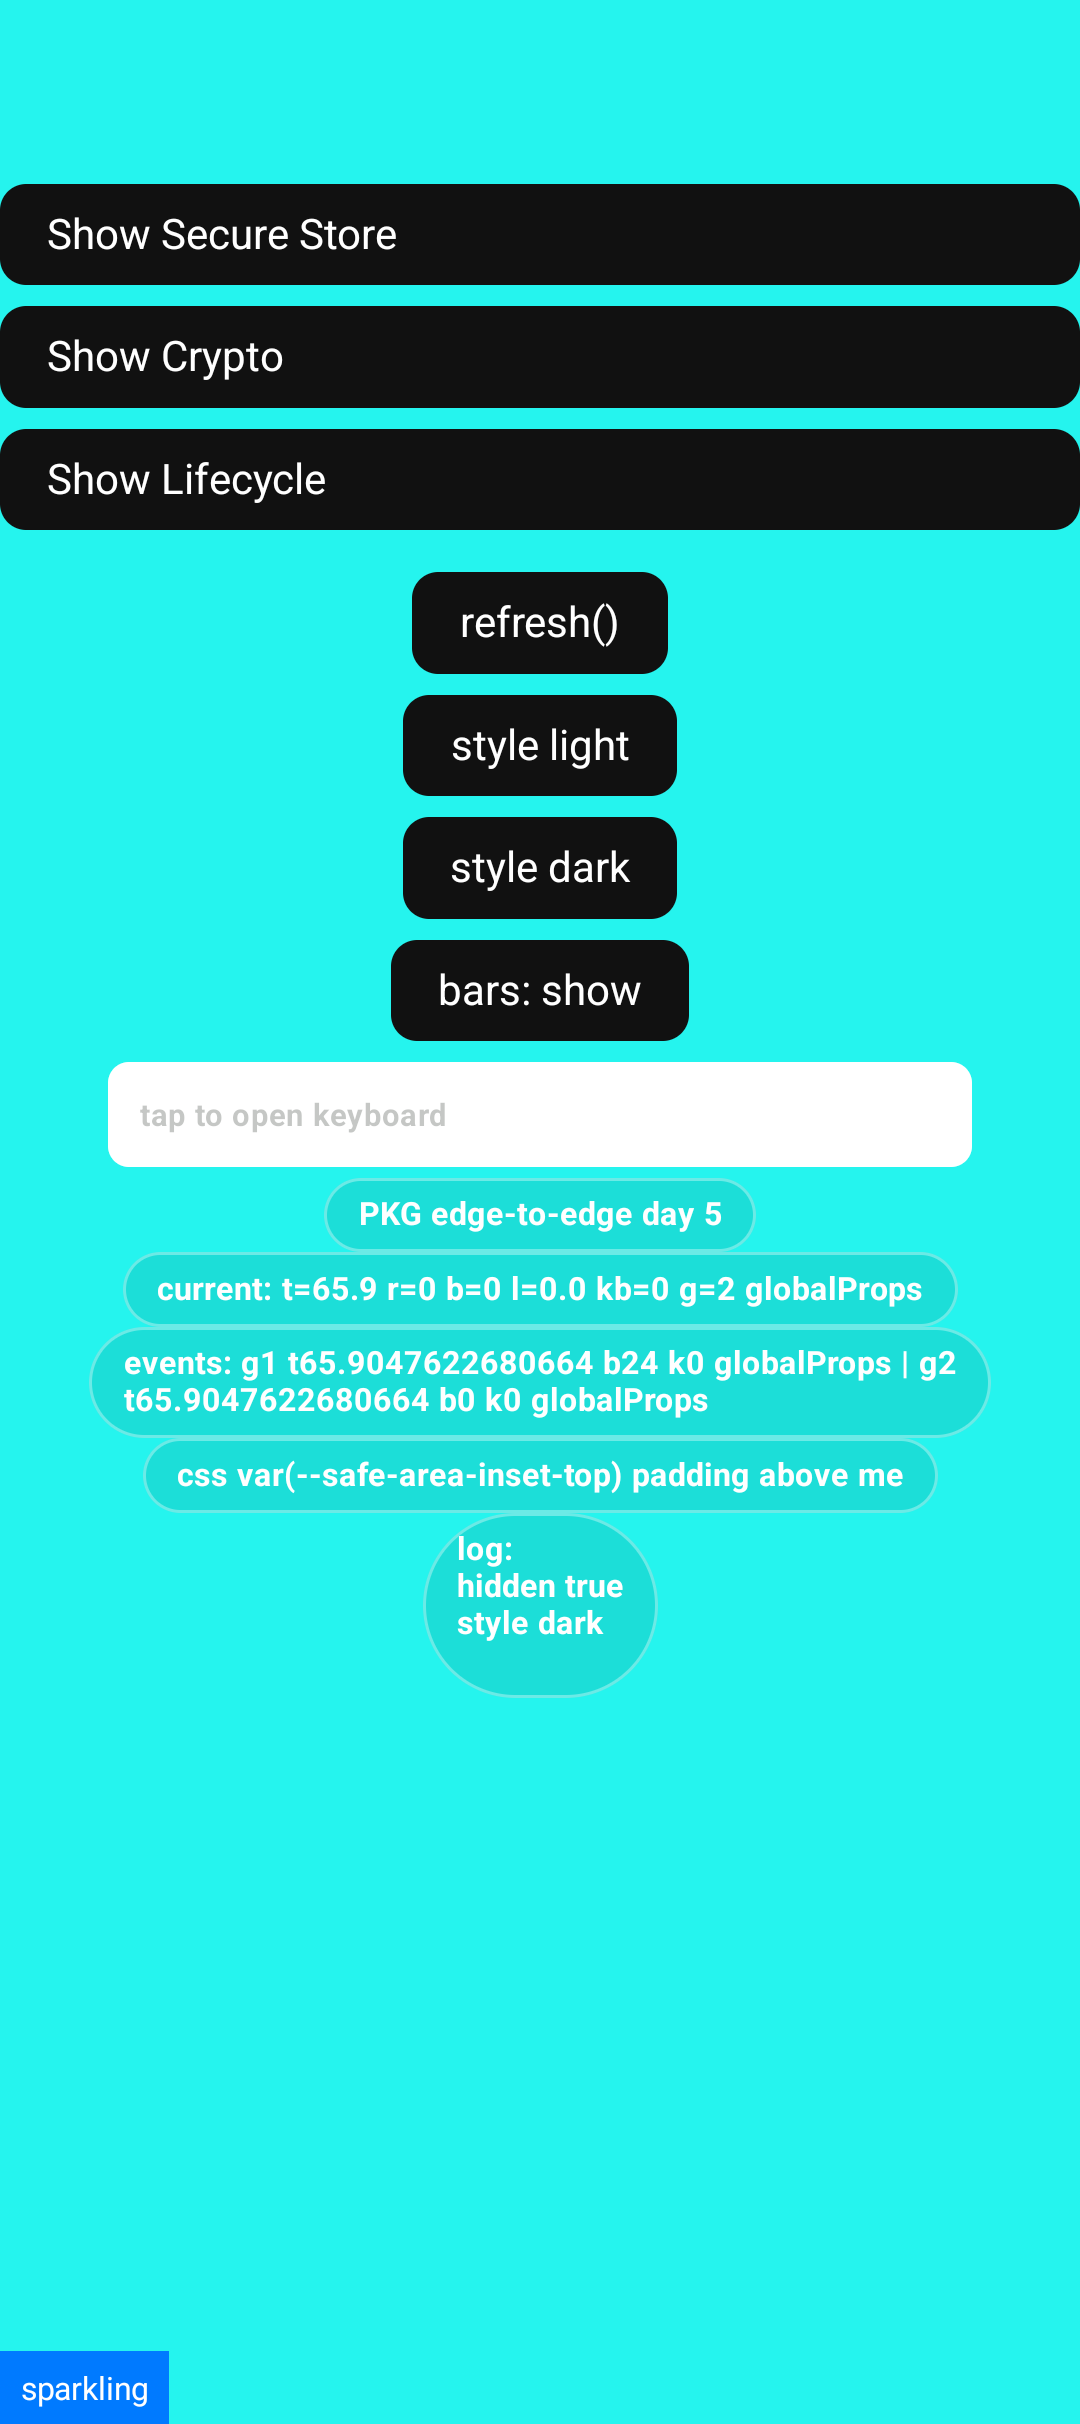 Show Secure Store
Show Crypto
Show Lifecycle
refresh()
style light
style dark
bars: show
tap to open keyboard
PKG edge-to-edge day 5
current: t=65.9 r=0 b=0 l=0.0 kb=0 g=2 globalProps
events: g1 t65.9047622680664 b24 k0 globalProps | g2
t65.9047622680664 b0 k0 globalProps
css var(--safe-area-inset-top) padding above me
log:
hidden true
style dark
sparkling